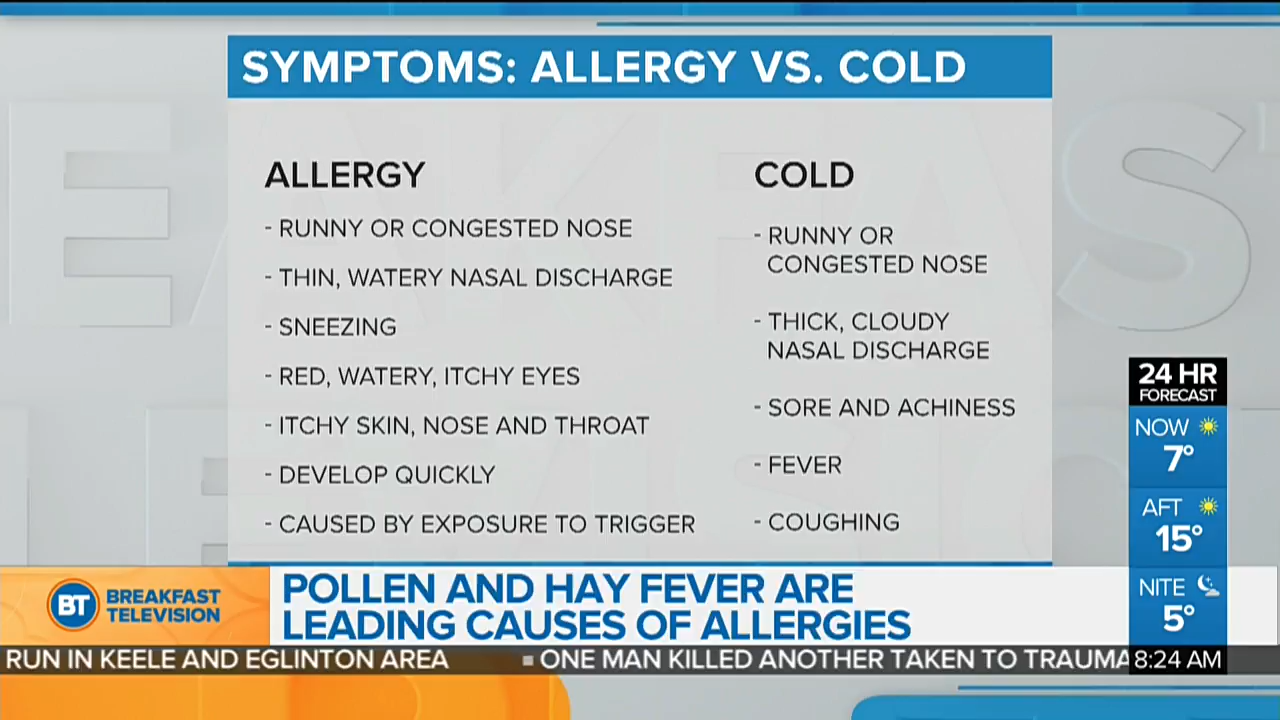 SYMPTOMS: ALLERGY VS. COLD
ALLERGY
- RUNNY OR CONGESTED NOSE
- THIN, WATERY NASAL DISCHARGE
- SNEEZING
- RED, WATERY, ITCHY EYES
- ITCHY SKIN, NOSE AND THROAT
- DEVELOP QUICKLY
- CAUSED BY EXPOSURE TO TRIGGER
COLD
- RUNNY OR
CONGESTED NOSE
- THICK, CLOUDY
NASAL DISCHARGE
- SORE AND ACHINESS
- FEVER
- COUGHING
24 HR
FORECAST
NOW
7°
AFT
15°
NITE
5°
BT
BREAKFAST
TELEVISION
POLLEN AND HAY FEVER ARE
LEADING CAUSES OF ALLERGIES
RUN IN KEELE AND EGLINTON AREA ▪ ONE MAN KILLED ANOTHER TAKEN TO TRAUMA
8:24 AM